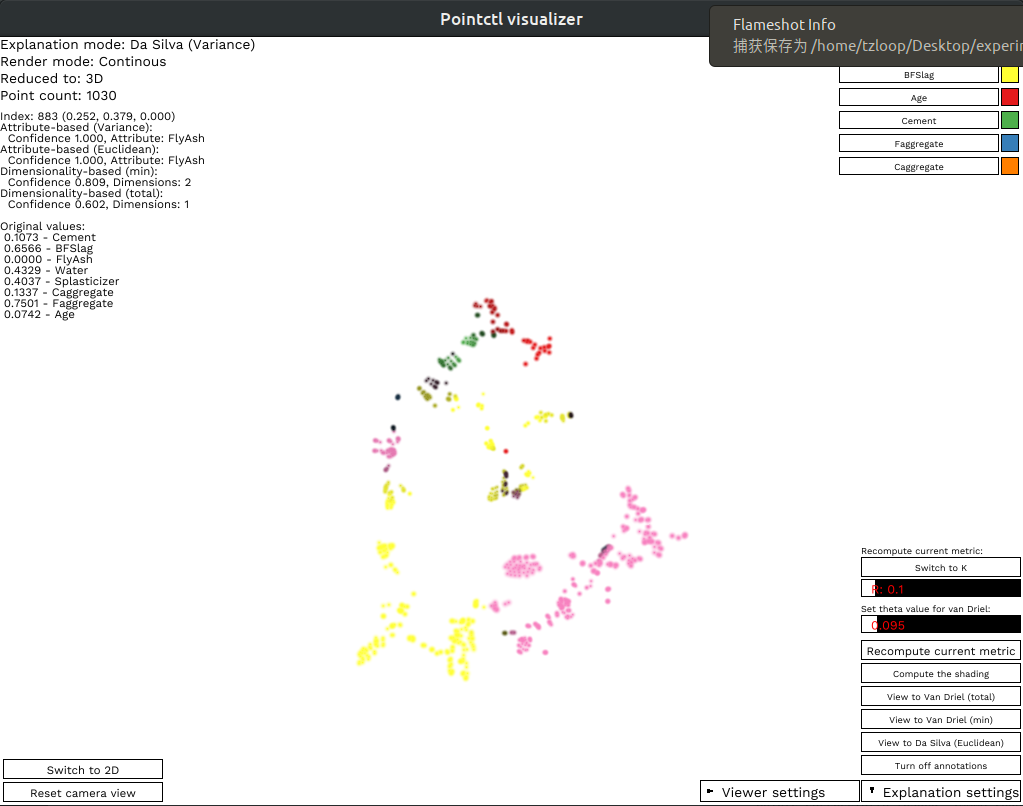 Pointctl visualizer
Flameshot Info
捕获保存为 /home/tzloop/Desktop/experir
Explanation mode: Da Silva (Variance)
Render mode: Continous
Reduced to: 3D
Point count: 1030
Index: 883 (0.252, 0.379, 0.000)
Attribute-based (Variance):
Confidence 1.000, Attribute: FlyAsh
Attribute-based (Euclidean):
Confidence 1.000, Attribute: FlyAsh
Dimensionality-based (min):
Confidence 0.809, Dimensions: 2
Dimensionality-based (total):
Confidence 0.602, Dimensions: 1
Original values:
0.1073 - Cement
0.6566 - BFSlag
0.0000 - FlyAsh
0.4329 - Water
0.4037 - Splasticizer
0.1337 - Caggregate
0.7501 - Faggregate
0.0742 - Age
BFSlag
Age
Cement
Faggregate
Caggregate
Recompute current metric:
Switch to K
R: 0.1
Set theta value for van Driel:
0.095
Recompute current metric
Compute the shading
View to Van Driel (total)
View to Van Driel (min)
View to Da Silva (Euclidean)
Turn off annotations
Switch to 2D
Reset camera view
Viewer settings
Explanation settings